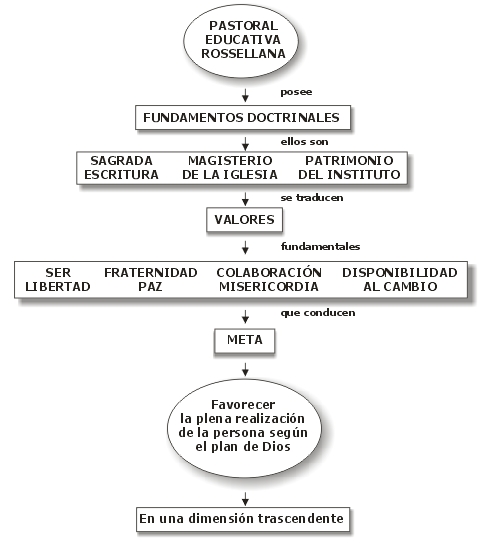 PASTORAL
EDUCATIVA
ROSSELLANA
posee
FUNDAMENTOS DOCTRINALES
ellos son
SAGRADA MAGISTERIO PATRIMONIO
ESCRITURA DE LA IGLESIA DEL INSTITUTO
se traducen
VALORES
fundamentales
SER FRATERNIDAD COLABORACIÓN DISPONIBILIDAD
LIBERTAD PAZ MISERICORDIA AL CAMBIO
que conducen
META
Favorecer
la plena realización
de la persona según
el plan de Dios
En una dimensión trascendente